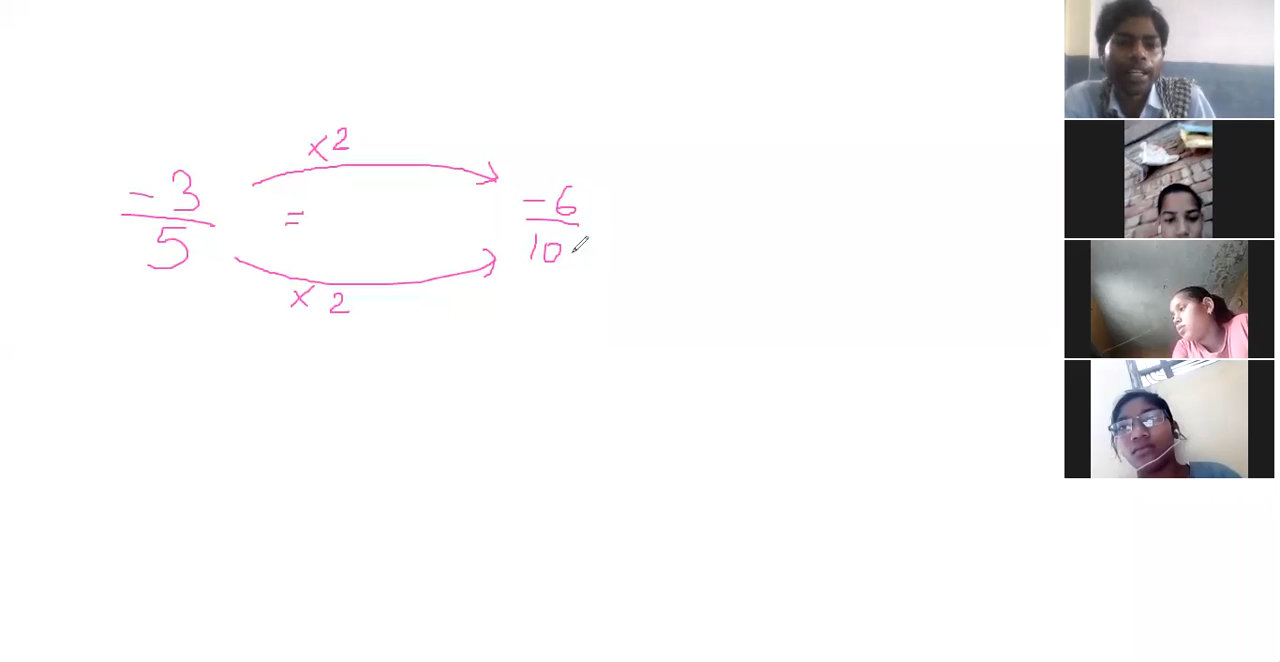 ×2
-3/5 = -6/10
×2